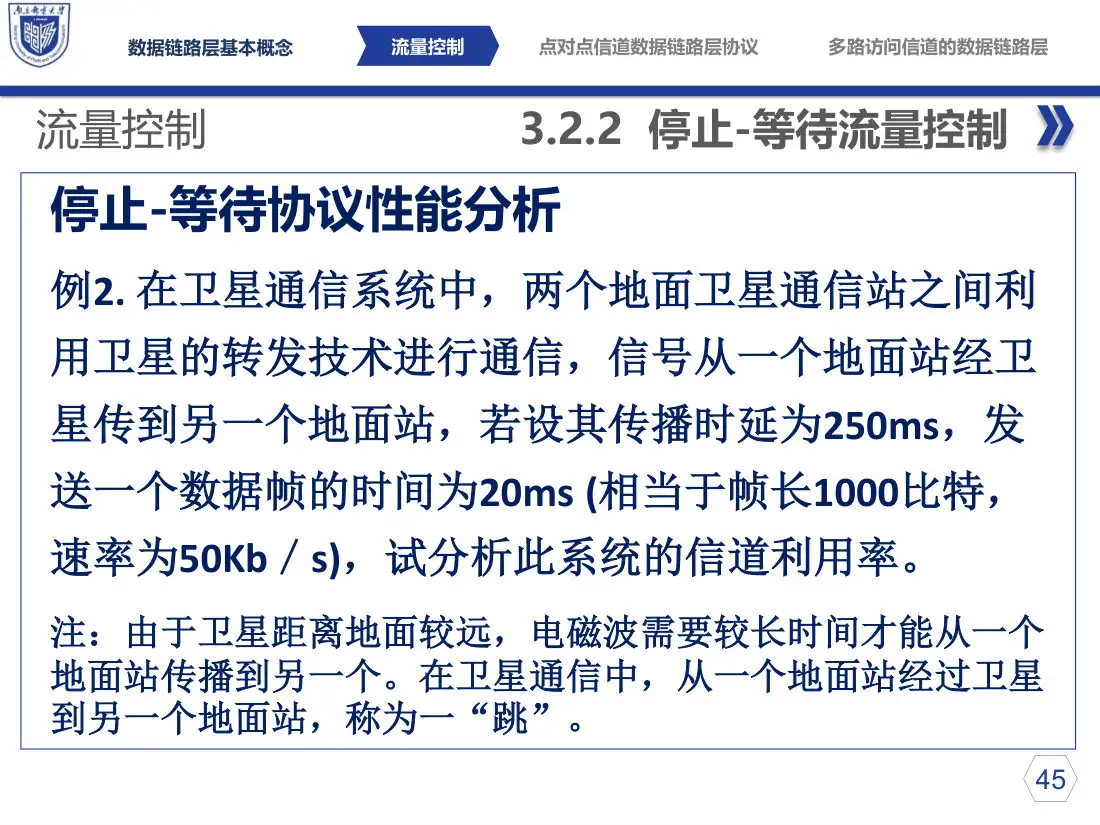 南京邮电大学
数据链路层基本概念
流量控制
点对点信道数据链路层协议
多路访问信道的数据链路层
流量控制
3.2.2 停止-等待流量控制
停止-等待协议性能分析
例2. 在卫星通信系统中，两个地面卫星通信站之间利
用卫星的转发技术进行通信，信号从一个地面站经卫
星传到另一个地面站，若设其传播时延为250ms，发
送一个数据帧的时间为20ms (相当于帧长1000比特，
速率为50Kb／s)，试分析此系统的信道利用率。
注：由于卫星距离地面较远，电磁波需要较长时间才能从一个
地面站传播到另一个。在卫星通信中，从一个地面站经过卫星
到另一个地面站，称为一“跳”。
45